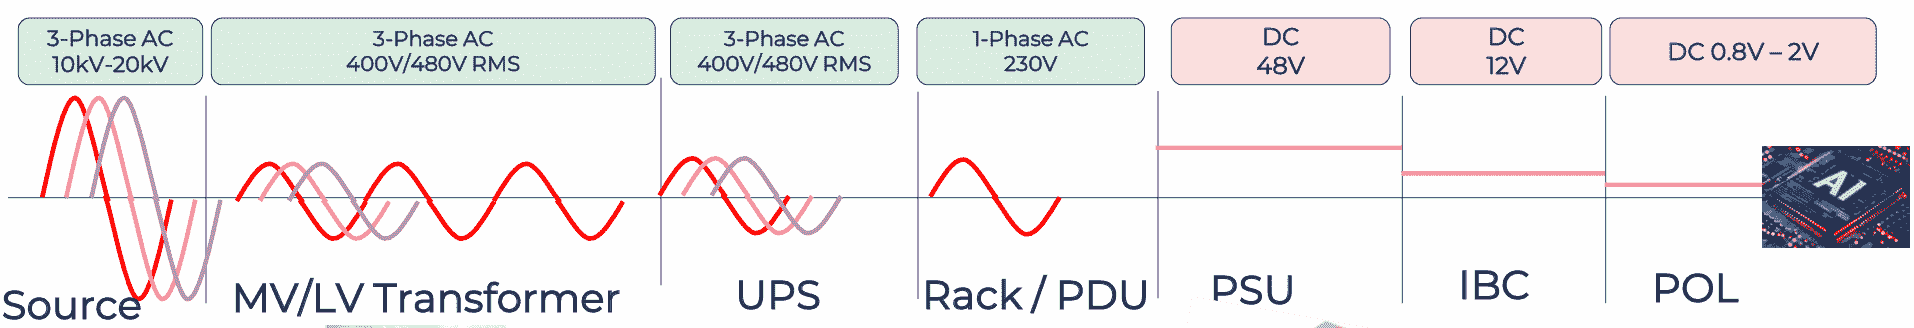 3-Phase AC
10kV-20kV
3-Phase AC
400V/480V RMS
3-Phase AC
400V/480V RMS
1-Phase AC
230V
DC
48V
DC
12V
DC 0.8V – 2V
AI
Source
MV/LV Transformer
UPS
Rack / PDU
PSU
IBC
POL